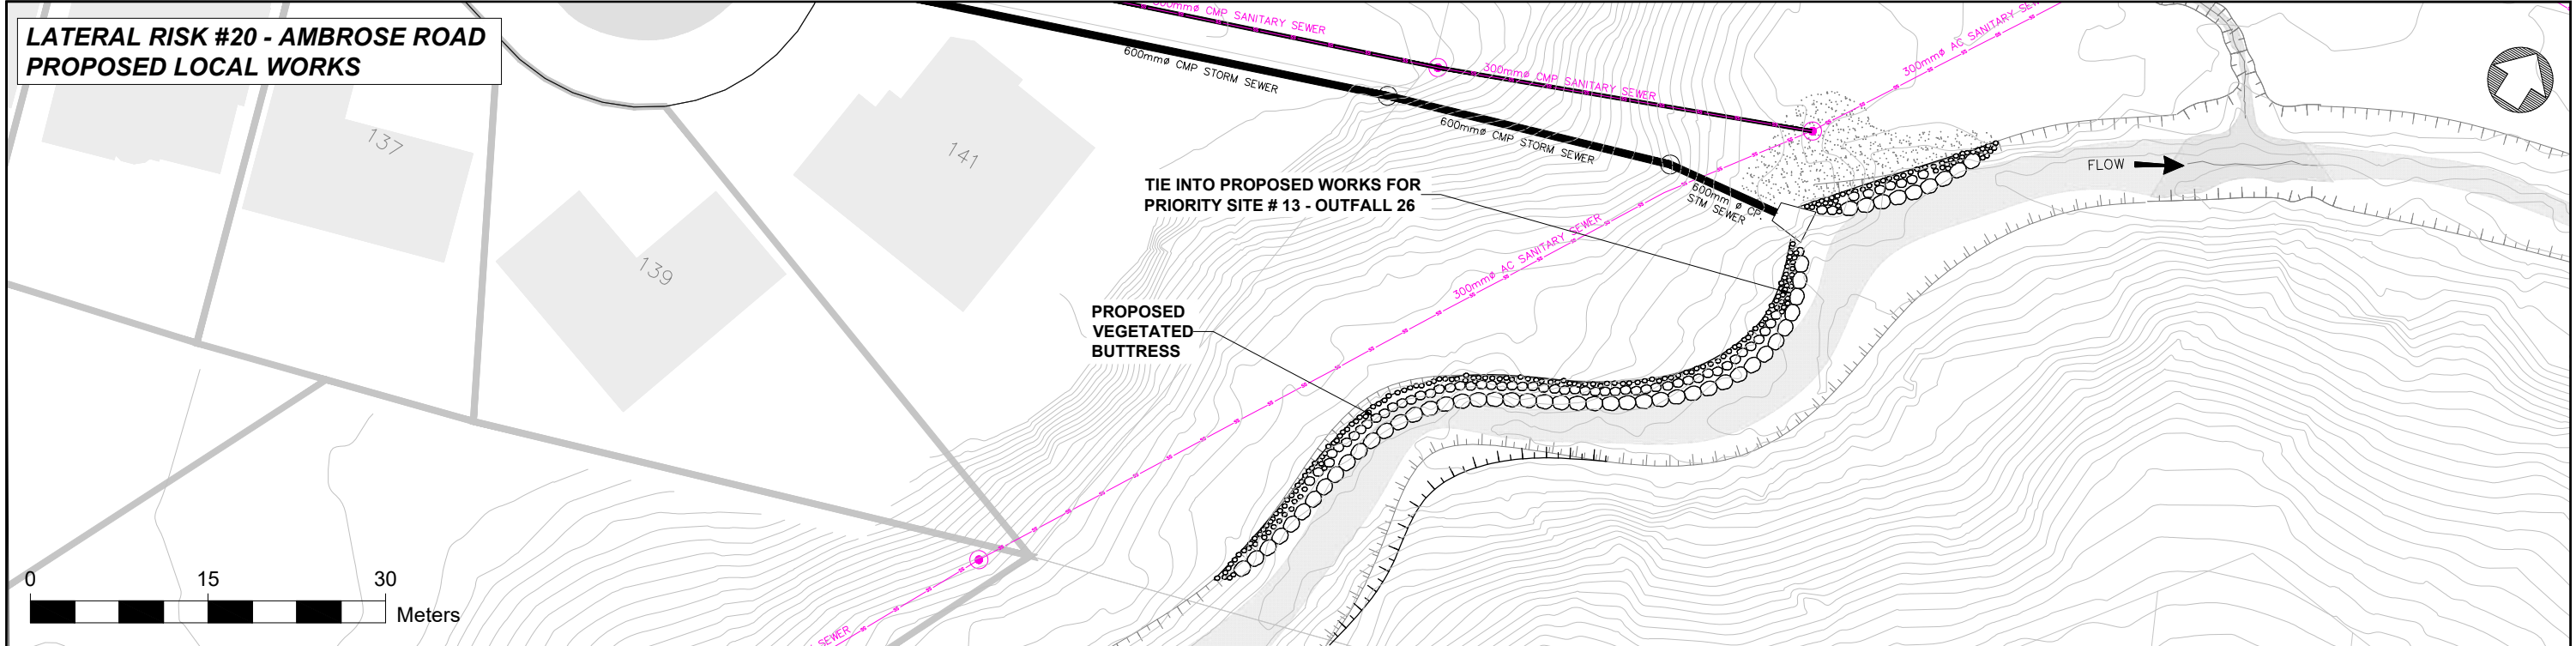 LATERAL RISK #20 - AMBROSE ROAD
PROPOSED LOCAL WORKS
300mmø CMP SANITARY SEWER
600mmø CMP STORM SEWER
300mmø CMP SANITARY SEWER
300mmø AC SANITARY SEWER
600mmø CMP STORM SEWER
137
141
139
FLOW
TIE INTO PROPOSED WORKS FOR
PRIORITY SITE # 13 - OUTFALL 26
600mm ø CP.
STM SEWER
300mmø AC SANITARY SEWER
PROPOSED
VEGETATED
BUTTRESS
0 15 30
Meters
SEWER